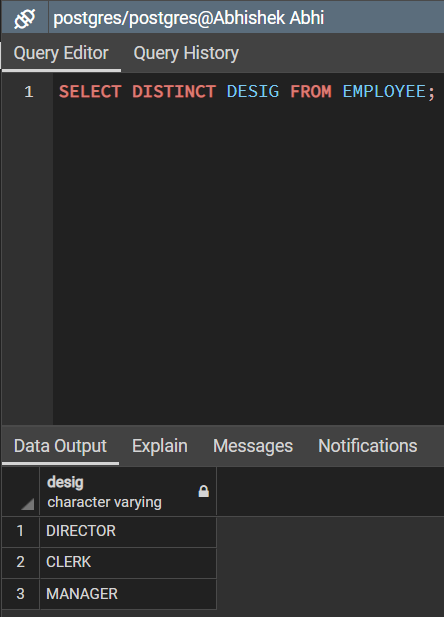 postgres/postgres@Abhishek Abhi
Query Editor Query History
1 SELECT DISTINCT DESIG FROM EMPLOYEE;
Data Output Explain Messages Notifications
desig
character varying
1 DIRECTOR
2 CLERK
3 MANAGER